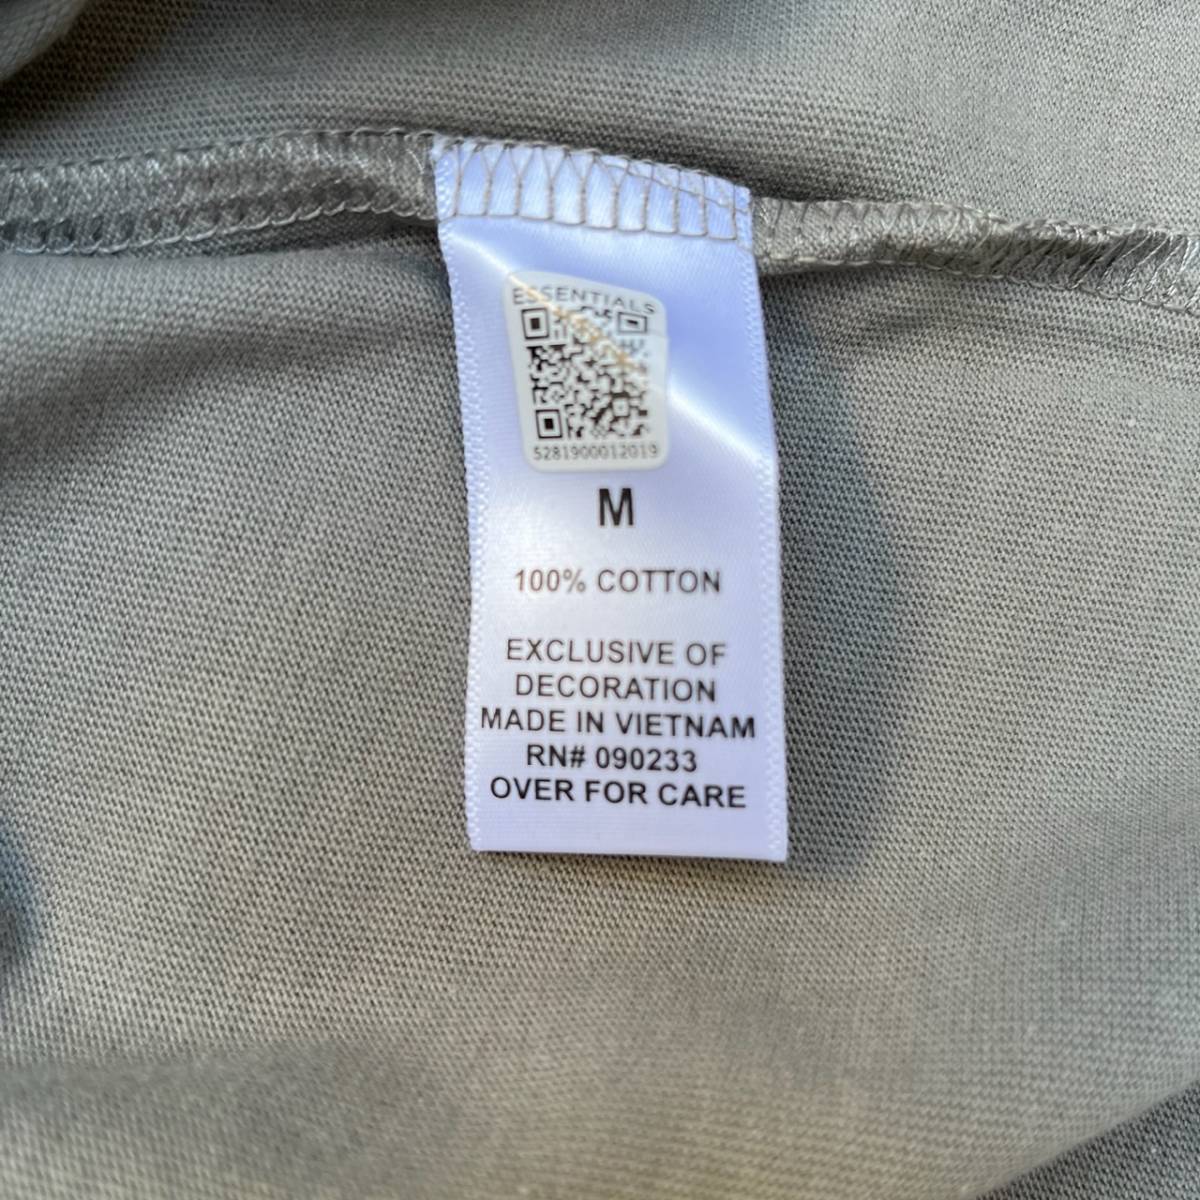 ESSENTIALS
5281900012019
M
100% COTTON
EXCLUSIVE OF
DECORATION
MADE IN VIETNAM
RN# 090233
OVER FOR CARE